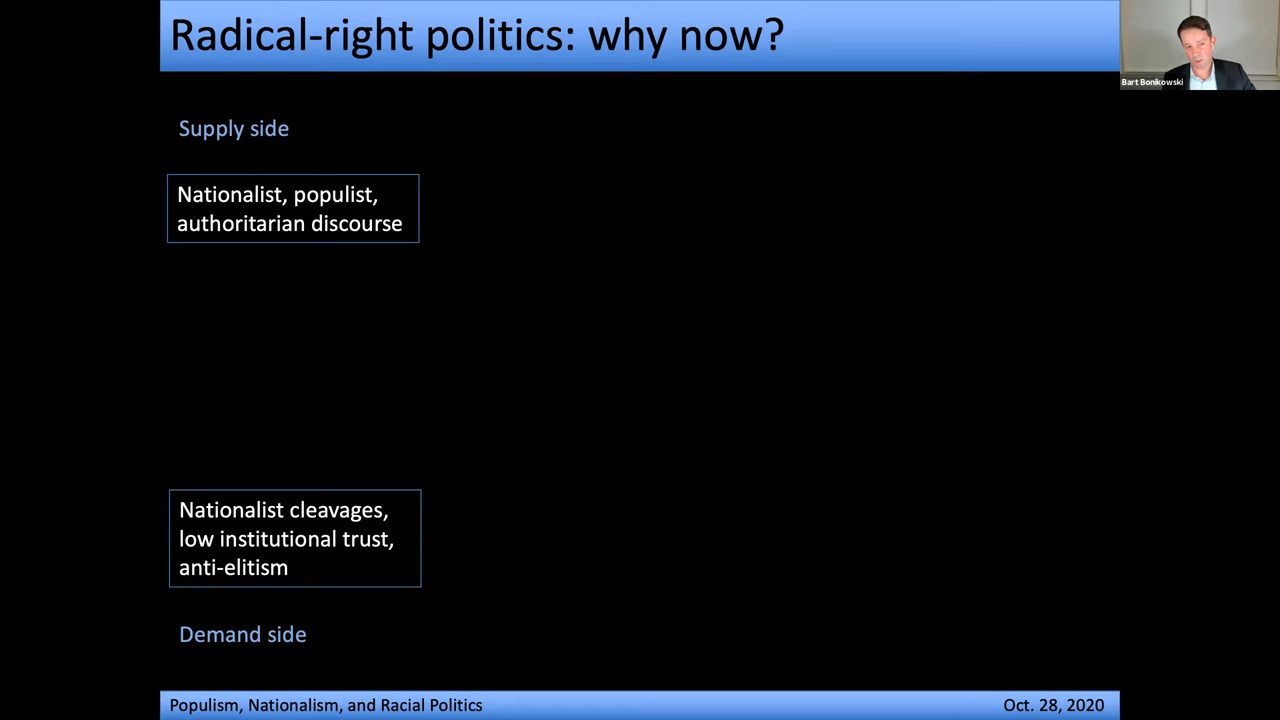 Radical-right politics: why now?
Bart Bonikowski
Supply side
Nationalist, populist,
authoritarian discourse
Nationalist cleavages,
low institutional trust,
anti-elitism
Demand side
Populism, Nationalism, and Racial Politics
Oct. 28, 2020